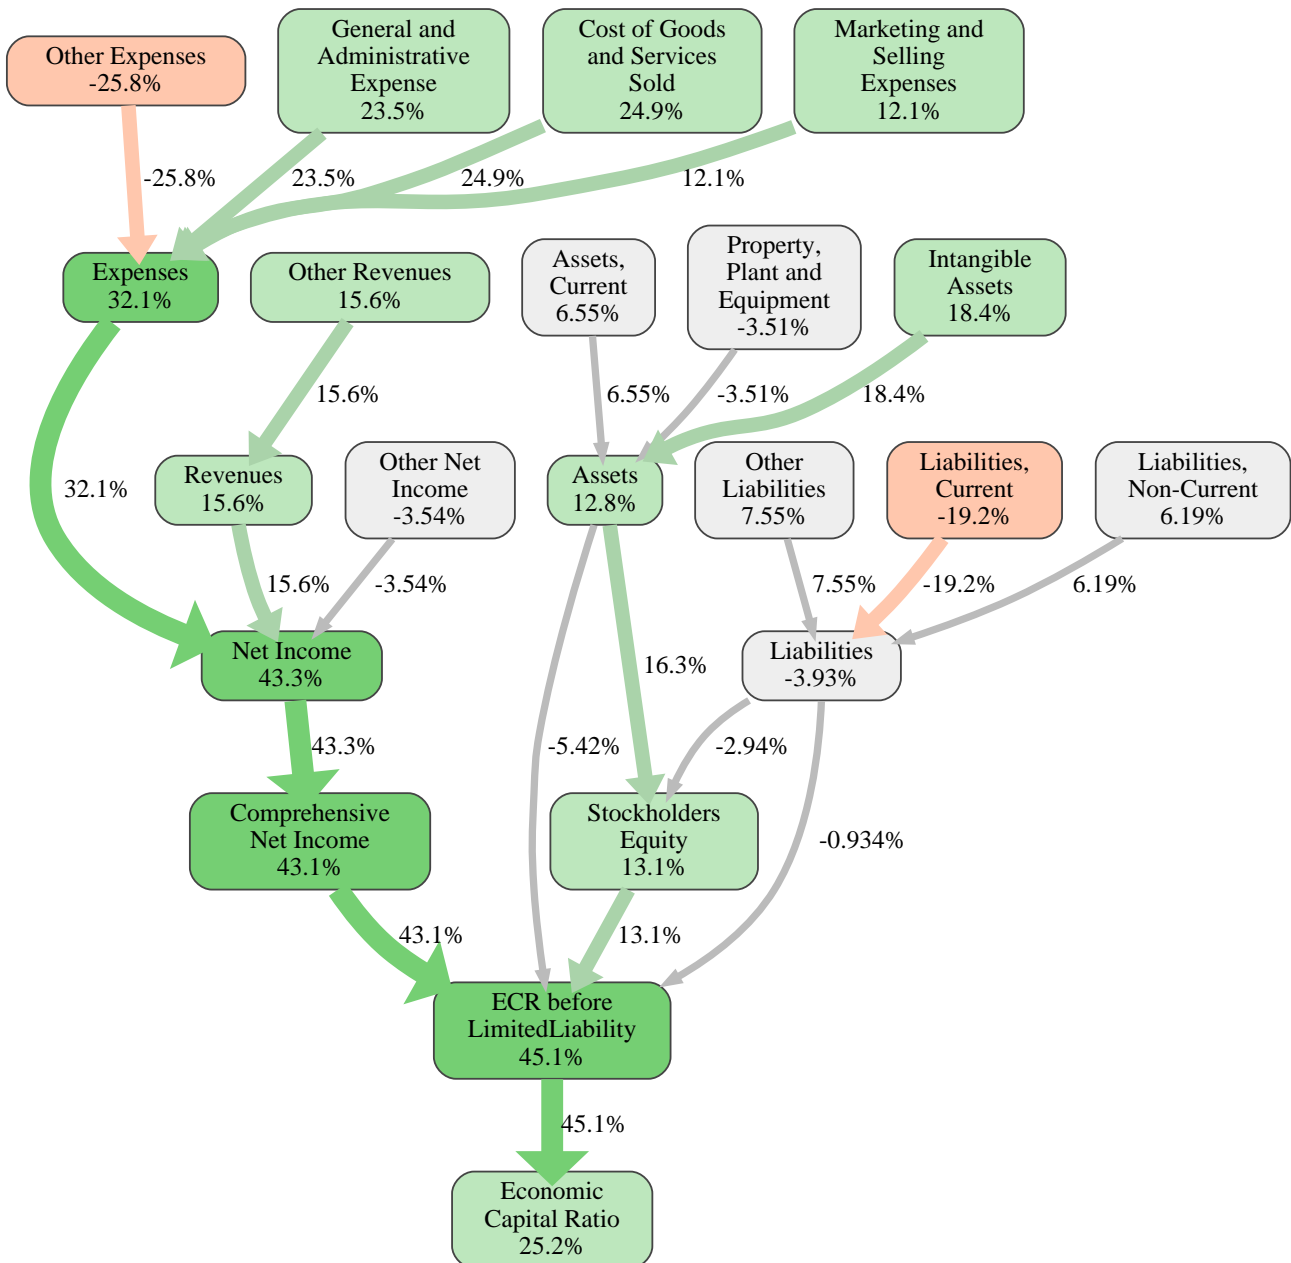 Other Expenses
-25.8%
General and
Administrative
Expense
23.5%
Cost of Goods
and Services
Sold
24.9%
Marketing and
Selling
Expenses
12.1%
-25.8%
23.5%
24.9%
12.1%
Expenses
32.1%
Other Revenues
15.6%
Assets,
Current
6.55%
Property,
Plant and
Equipment
-3.51%
Intangible
Assets
18.4%
15.6%
6.55%
-3.51%
18.4%
32.1%
Revenues
15.6%
Other Net
Income
-3.54%
Assets
12.8%
Other
Liabilities
7.55%
Liabilities,
Current
-19.2%
Liabilities,
Non-Current
6.19%
15.6%
-3.54%
7.55%
-19.2%
6.19%
Net Income
43.3%
16.3%
Liabilities
-3.93%
43.3%
-5.42%
-2.94%
Comprehensive
Net Income
43.1%
Stockholders
Equity
13.1%
-0.934%
43.1%
13.1%
ECR before
LimitedLiability
45.1%
45.1%
Economic
Capital Ratio
25.2%